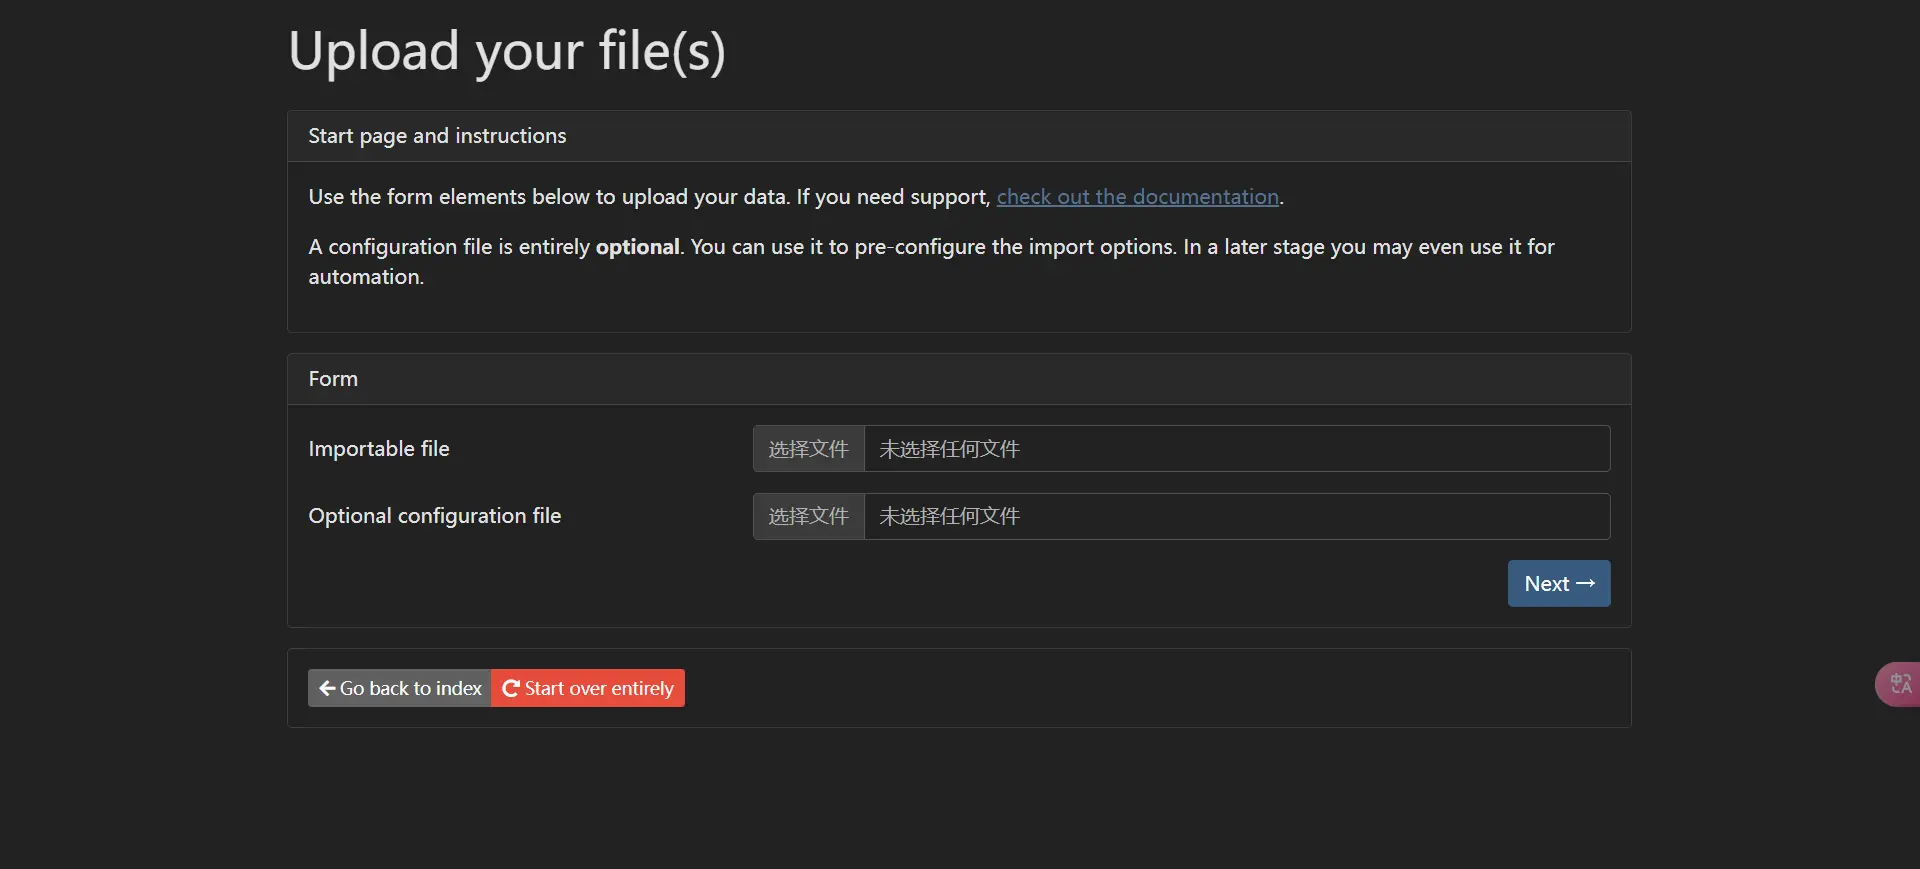 Upload your file(s)
Start page and instructions
Use the form elements below to upload your data. If you need support, check out the documentation.
A configuration file is entirely optional. You can use it to pre-configure the import options. In a later stage you may even use it for
automation.
Form
Importable file
选择文件 未选择任何文件
Optional configuration file
选择文件 未选择任何文件
Next →
← Go back to index
Start over entirely
中 A